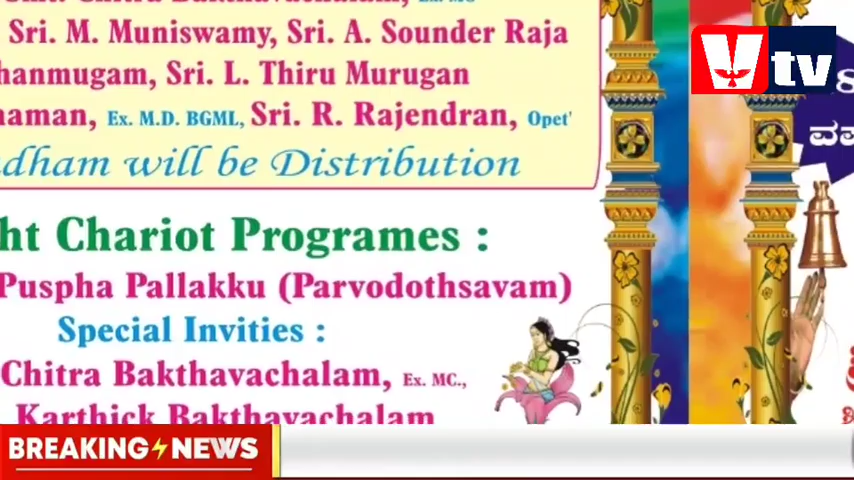 Sri. M. Muniswamy, Sri. A. Sounder Raja
hanmugam, Sri. L. Thiru Murugan
haman, Ex. M.D. BGML, Sri. R. Rajendran, Opet'
dham will be Distribution
ht Chariot Programes :
Puspha Pallakku (Parvodothsavam)
Special Invities :
Chitra Bakthavachalam, Ex. MC.,
Karthick Bakthavachalam
V tv
BREAKING NEWS